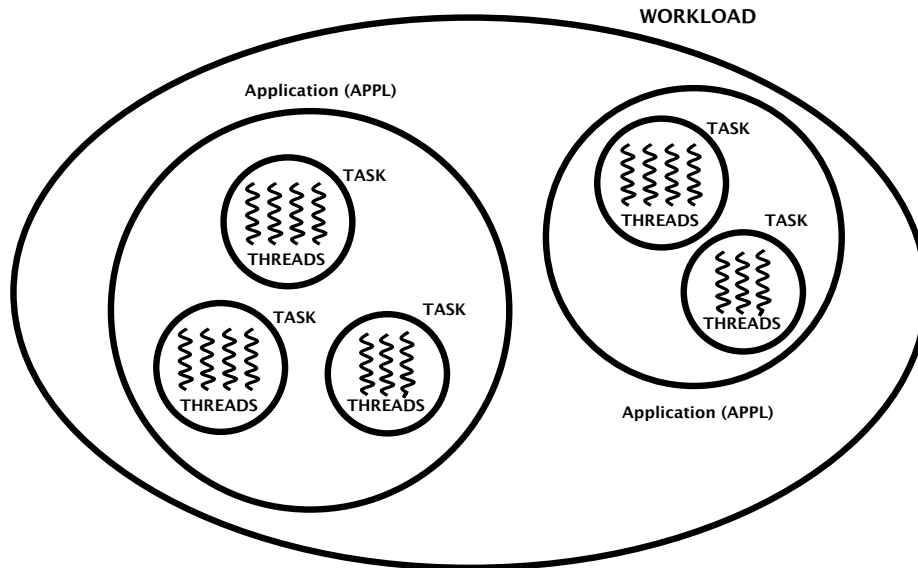 WORKLOAD
Application (APPL)
TASK
THREADS
TASK
THREADS
TASK
THREADS
TASK
THREADS
TASK
THREADS
Application (APPL)